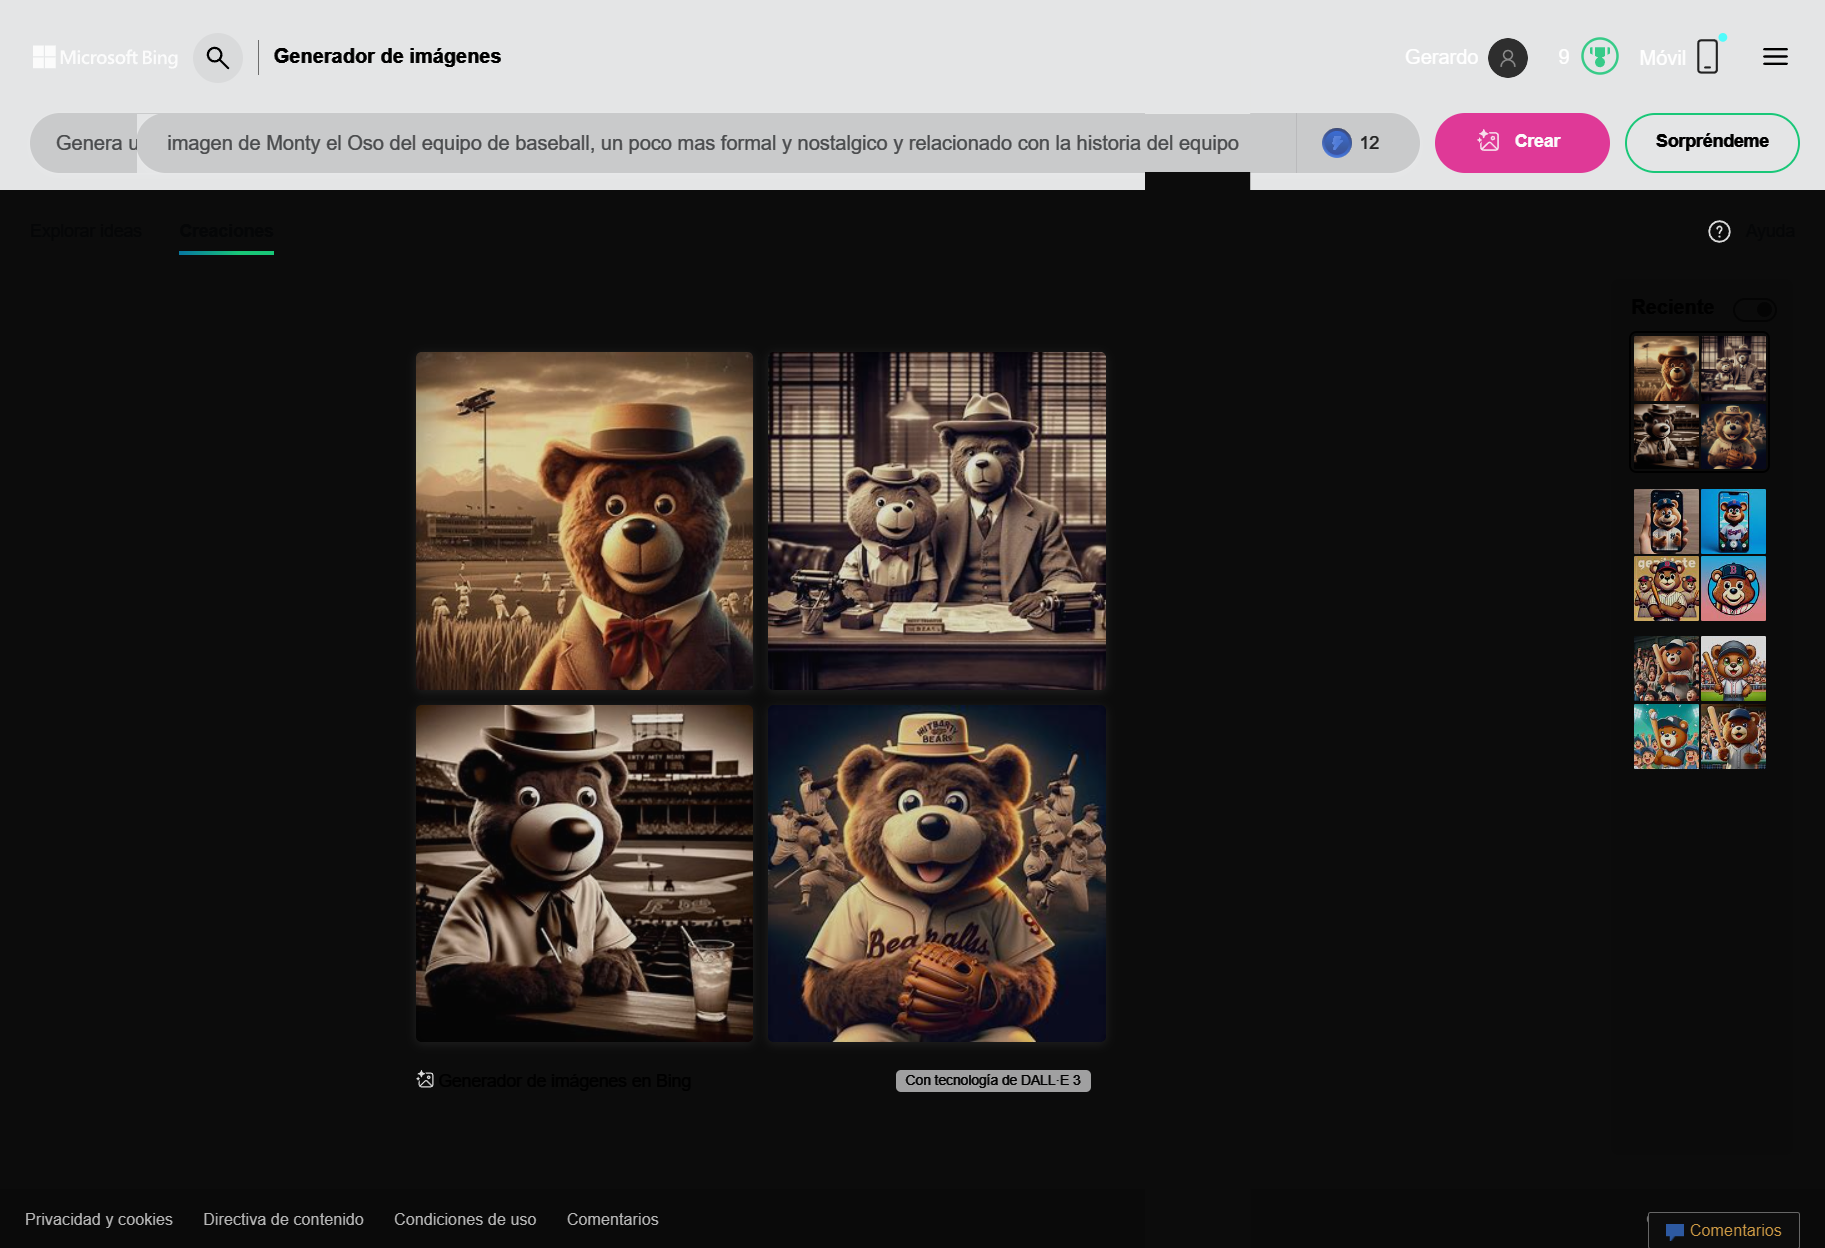 Microsoft Bing
Generador de imágenes
Gerardo
9
Móvil
Genera u
imagen de Monty el Oso del equipo de baseball, un poco mas formal y nostalgico y relacionado con la historia del equipo
12
Crear
Sorpréndeme
Explorar ideas
Creaciones
Ayuda
Reciente
BEARS
Generador de imágenes en Bing
Con tecnología de DALL·E 3
Privacidad y cookies
Directiva de contenido
Condiciones de uso
Comentarios
Comentarios